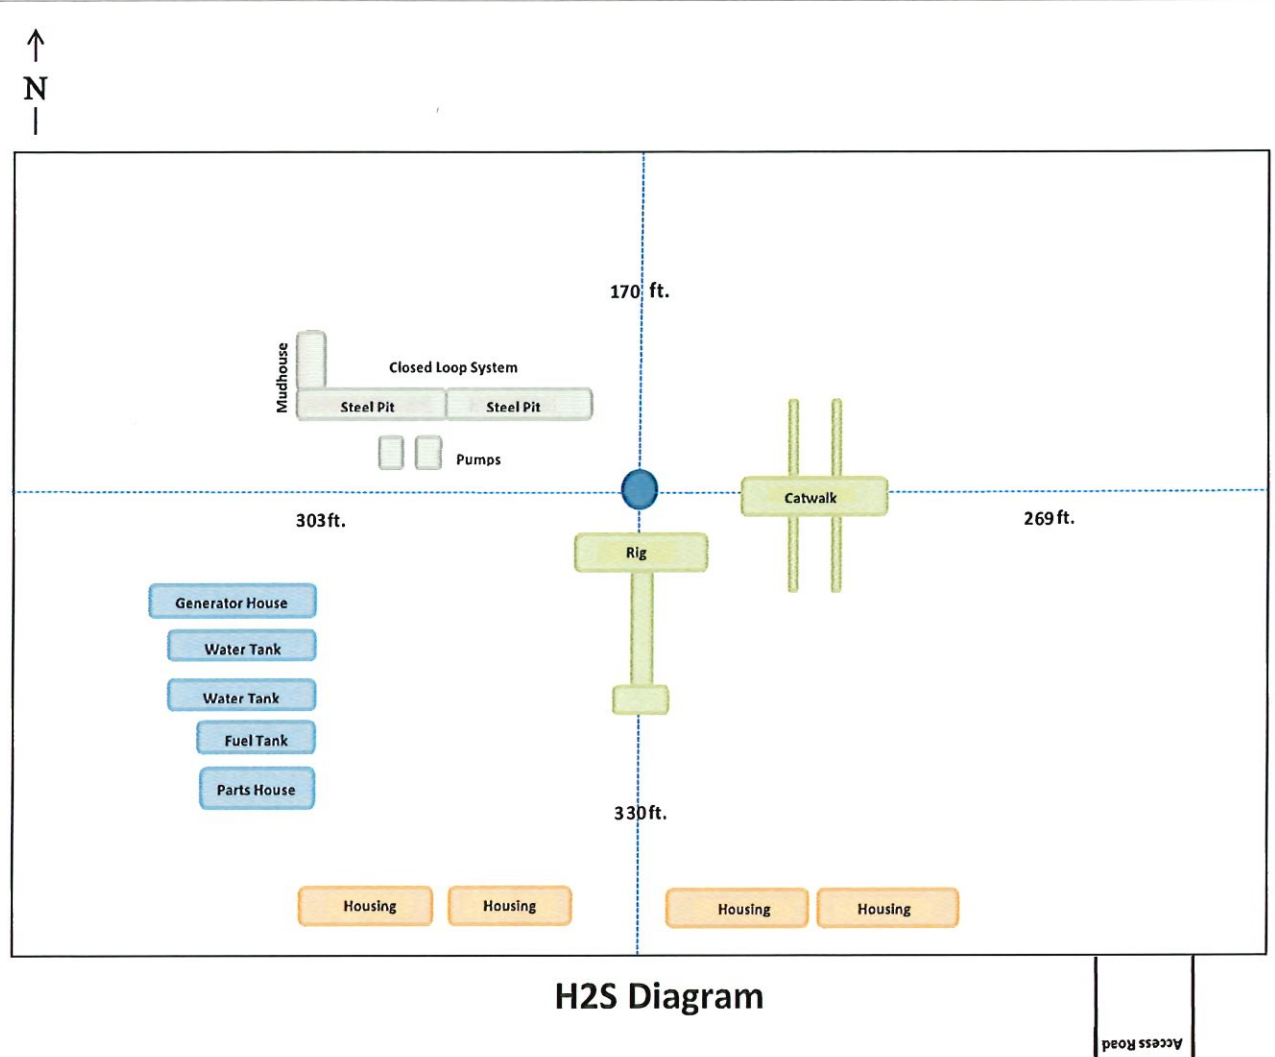 N
170 ft.
Mudhouse
Closed Loop System
Steel Pit
Steel Pit
Pumps
Catwalk
303ft.
269ft.
Rig
Generator House
Water Tank
Water Tank
Fuel Tank
Parts House
330ft.
Housing
Housing
Housing
Housing
H2S Diagram
Access Road